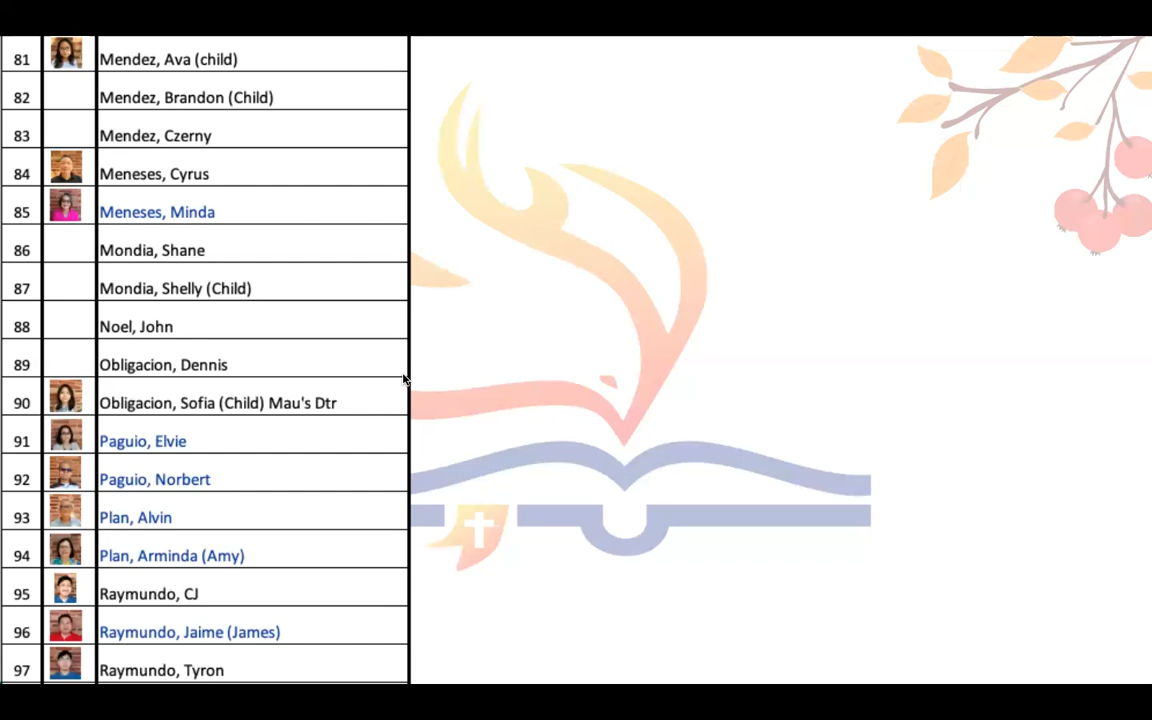 81 Mendez, Ava (child)
82 Mendez, Brandon (Child)
83 Mendez, Czerny
84 Meneses, Cyrus
85 Meneses, Minda
86 Mondia, Shane
87 Mondia, Shelly (Child)
88 Noel, John
89 Obligacion, Dennis
90 Obligacion, Sofia (Child) Mau's Dtr
91 Paguio, Elvie
92 Paguio, Norbert
93 Plan, Alvin
94 Plan, Arminda (Amy)
95 Raymundo, CJ
96 Raymundo, Jaime (James)
97 Raymundo, Tyron